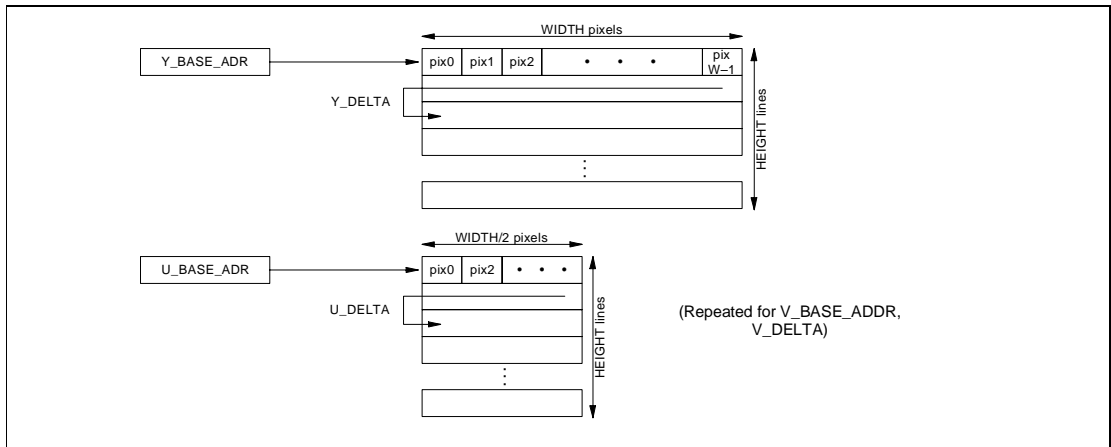 WIDTH pixels
Y_BASE_ADR
pix0 pix1 pix2 • • • pix
W–1
Y_DELTA
HEIGHT lines
WIDTH/2 pixels
U_BASE_ADR
pix0 pix2 • • •
U_DELTA
HEIGHT lines
(Repeated for V_BASE_ADDR,
V_DELTA)